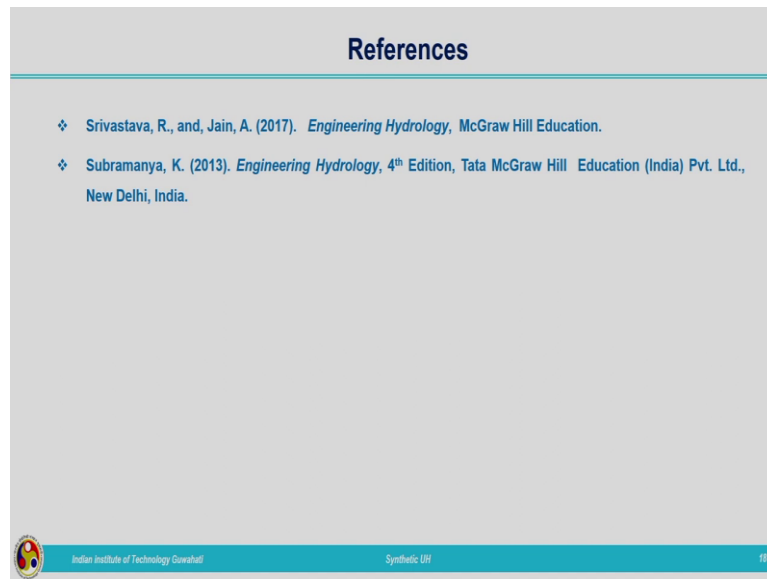 References
❖ Srivastava, R., and, Jain, A. (2017). Engineering Hydrology, McGraw Hill Education.
❖ Subramanya, K. (2013). Engineering Hydrology, 4th Edition, Tata McGraw Hill Education (India) Pvt. Ltd.,
New Delhi, India.
Indian Institute of Technology Guwahati Synthetic UH 18